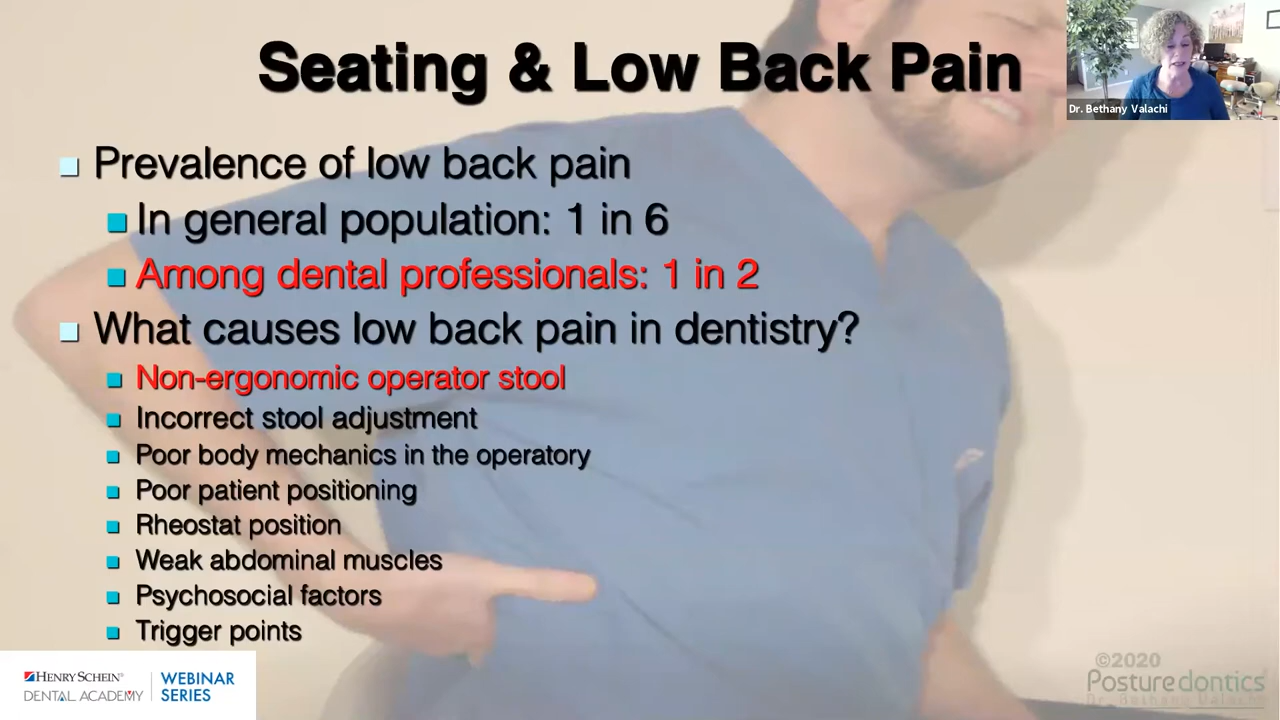 Seating & Low Back Pain
Dr. Bethany Valachi
Prevalence of low back pain
In general population: 1 in 6
Among dental professionals: 1 in 2
What causes low back pain in dentistry?
Non-ergonomic operator stool
Incorrect stool adjustment
Poor body mechanics in the operatory
Poor patient positioning
Rheostat position
Weak abdominal muscles
Psychosocial factors
Trigger points
HENRY SCHEIN®
DENTAL ACADEMY
WEBINAR
SERIES
©2020
Posturedontics
Dr. Bethany Valachi